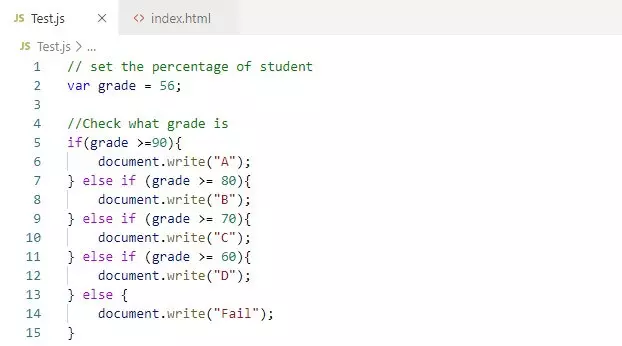 JS Test.js × <> index.html
JS Test.js > ...
1 // set the percentage of student
2 var grade = 56;
3
4 //Check what grade is
5 if(grade >=90){
6     document.write("A");
7 } else if (grade >= 80){
8     document.write("B");
9 } else if (grade >= 70){
10     document.write("C");
11 } else if (grade >= 60){
12     document.write("D");
13 } else {
14     document.write("Fail");
15 }